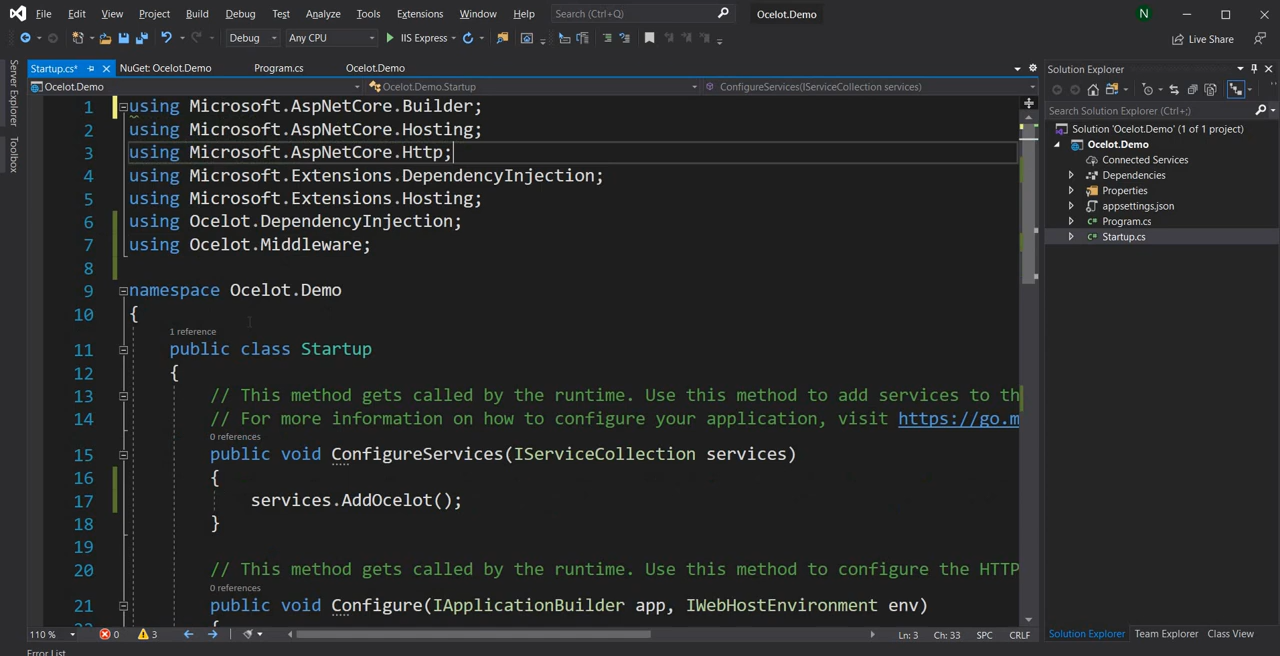 File Edit View Project Build Debug Test Analyze Tools Extensions Window Help Search (Ctrl+Q) Ocelot.Demo N
Debug Any CPU IIS Express Live Share
Startup.cs* NuGet: Ocelot.Demo Program.cs Ocelot.Demo
Ocelot.Demo Ocelot.Demo.Startup ConfigureServices(IServiceCollection services)
Server Explorer
Toolbox
1 using Microsoft.AspNetCore.Builder;
2 using Microsoft.AspNetCore.Hosting;
3 using Microsoft.AspNetCore.Http;
4 using Microsoft.Extensions.DependencyInjection;
5 using Microsoft.Extensions.Hosting;
6 using Ocelot.DependencyInjection;
7 using Ocelot.Middleware;
8
9 namespace Ocelot.Demo
10 {
1 reference
11 public class Startup
12 {
13 // This method gets called by the runtime. Use this method to add services to th
14 // For more information on how to configure your application, visit https://go.m
0 references
15 public void ConfigureServices(IServiceCollection services)
16 {
17 services.AddOcelot();
18 }
19
20 // This method gets called by the runtime. Use this method to configure the HTTP
0 references
21 public void Configure(IApplicationBuilder app, IWebHostEnvironment env)
{
110 % 0 3 Ln: 3 Ch: 33 SPC CRLF
Error List
Solution Explorer
Search Solution Explorer (Ctrl+;)
Solution 'Ocelot.Demo' (1 of 1 project)
Ocelot.Demo
Connected Services
Dependencies
Properties
appsettings.json
Program.cs
Startup.cs
Solution Explorer Team Explorer Class View